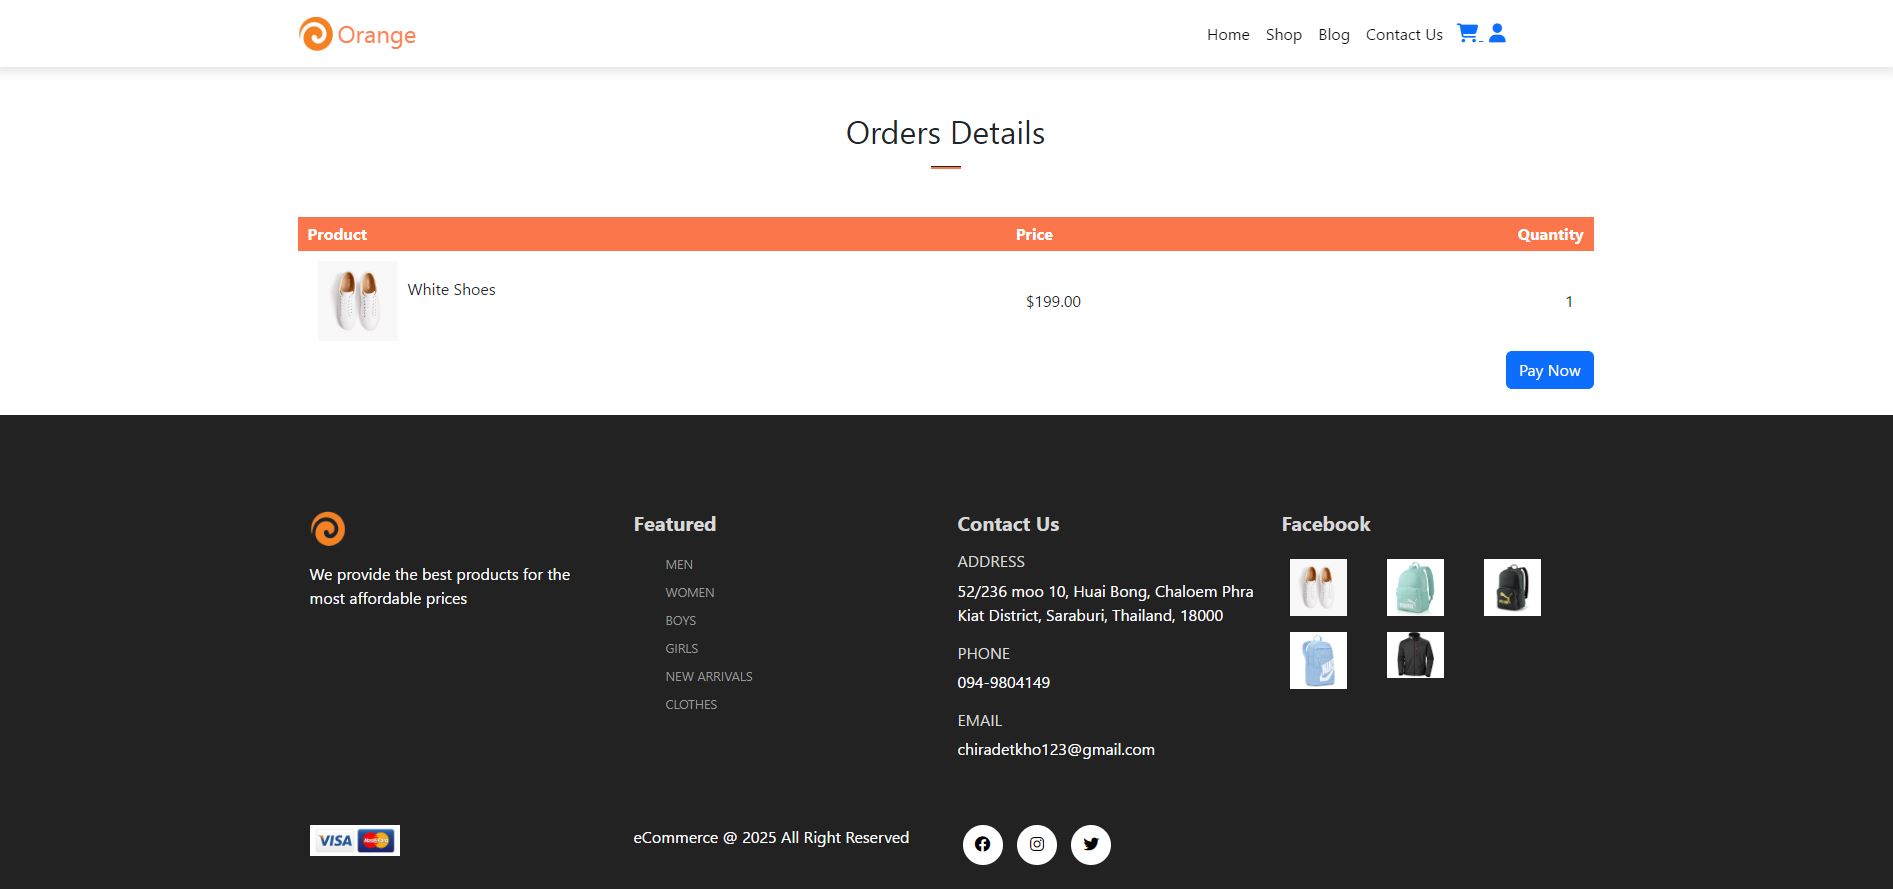 Orange
Home Shop Blog Contact Us
Orders Details
Product Price Quantity
White Shoes
$199.00 1
Pay Now
We provide the best products for the
most affordable prices
Featured
MEN
WOMEN
BOYS
GIRLS
NEW ARRIVALS
CLOTHES
Contact Us
ADDRESS
52/236 moo 10, Huai Bong, Chaloem Phra
Kiat District, Saraburi, Thailand, 18000
PHONE
094-9804149
EMAIL
chiradetkho123@gmail.com
Facebook
VISA MasterCard
eCommerce @ 2025 All Right Reserved